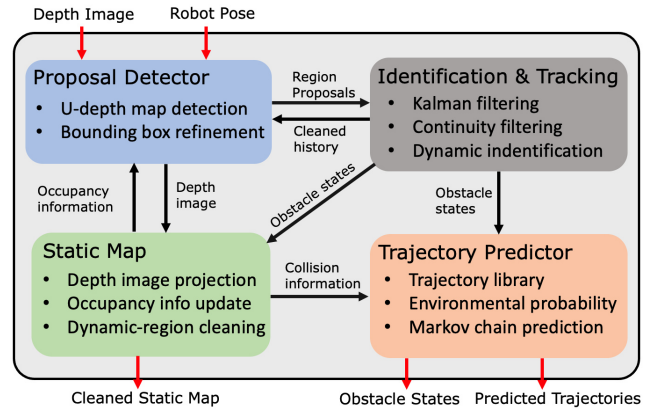 Depth Image
Robot Pose
Proposal Detector
• U-depth map detection
• Bounding box refinement
Region
Proposals
Cleaned
history
Identification & Tracking
• Kalman filtering
• Continuity filtering
• Dynamic indentification
Occupancy
information
Depth
image
Obstacle states
Obstacle
states
Static Map
• Depth image projection
• Occupancy info update
• Dynamic-region cleaning
Collision
information
Trajectory Predictor
• Trajectory library
• Environmental probability
• Markov chain prediction
Cleaned Static Map
Obstacle States
Predicted Trajectories